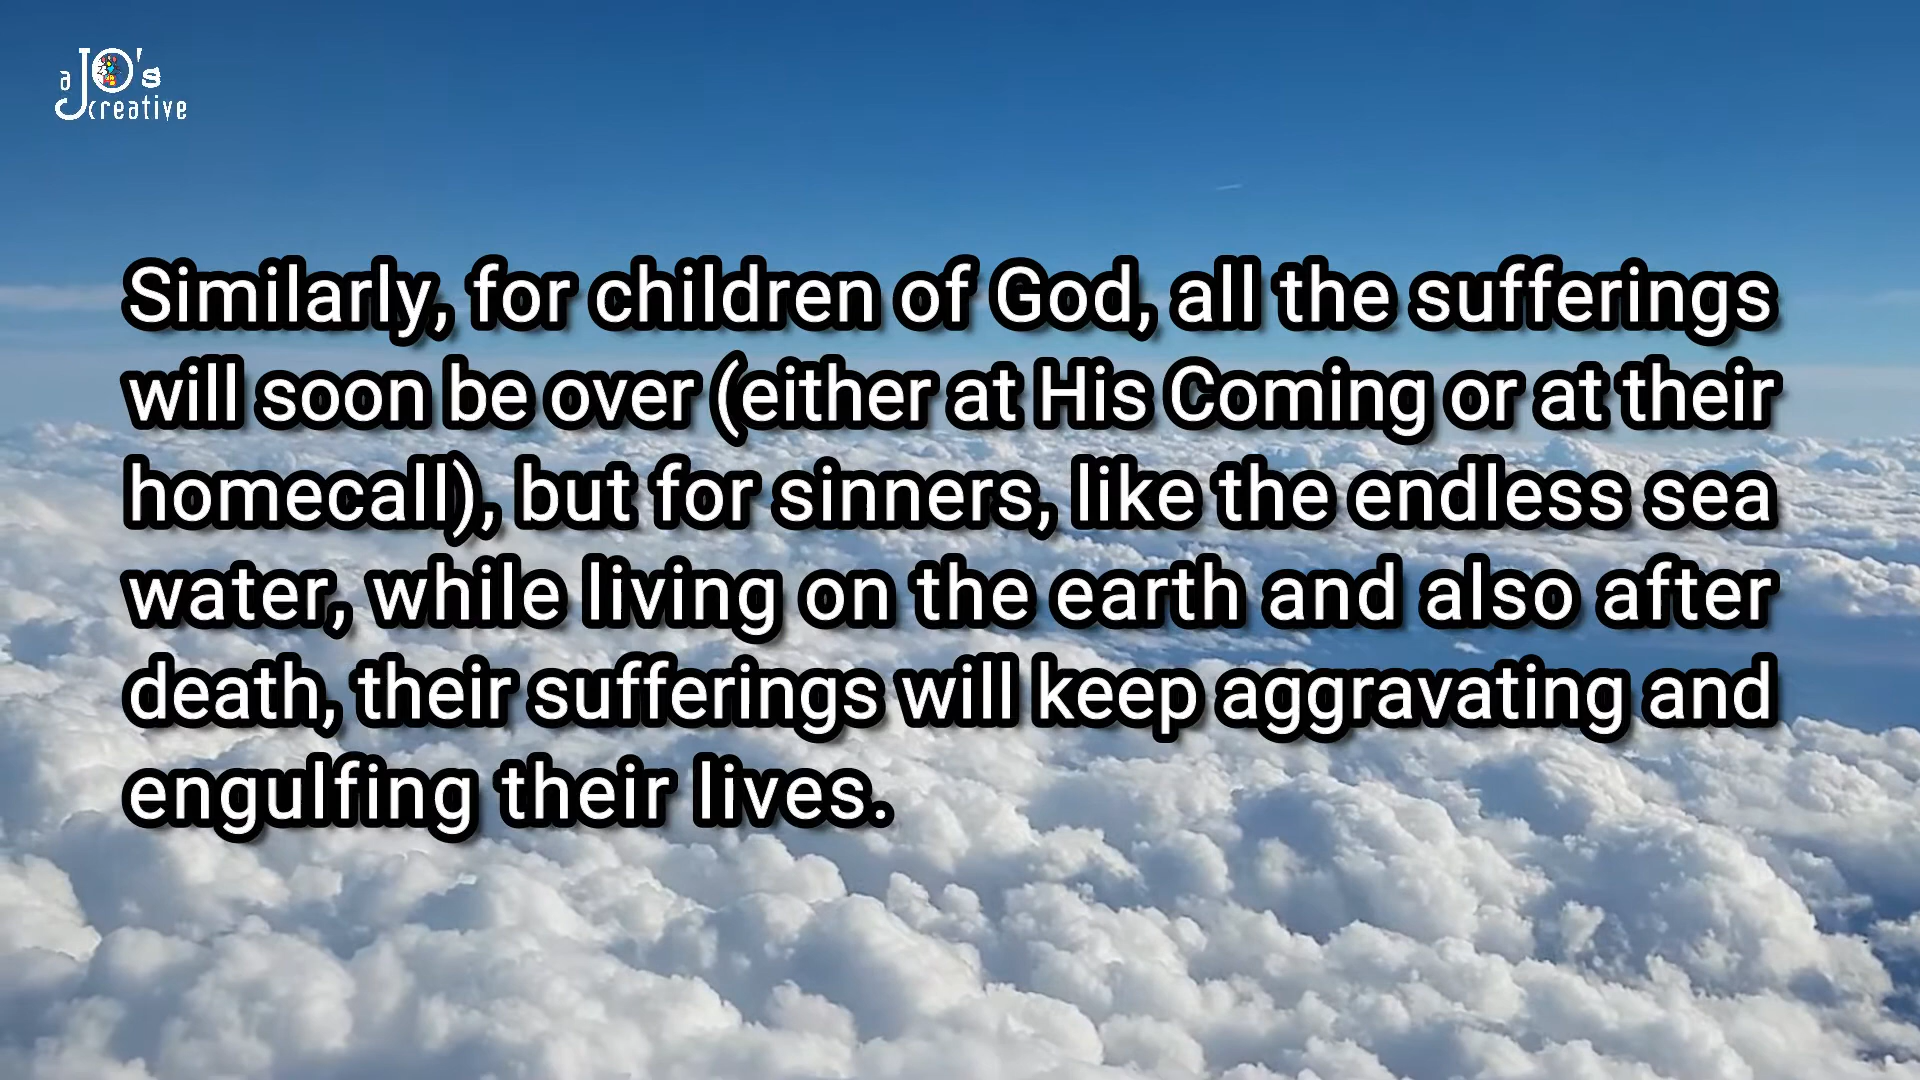 a JO's
creative
Similarly, for children of God, all the sufferings
will soon be over (either at His Coming or at their
homecall), but for sinners, like the endless sea
water, while living on the earth and also after
death, their sufferings will keep aggravating and
engulfing their lives.